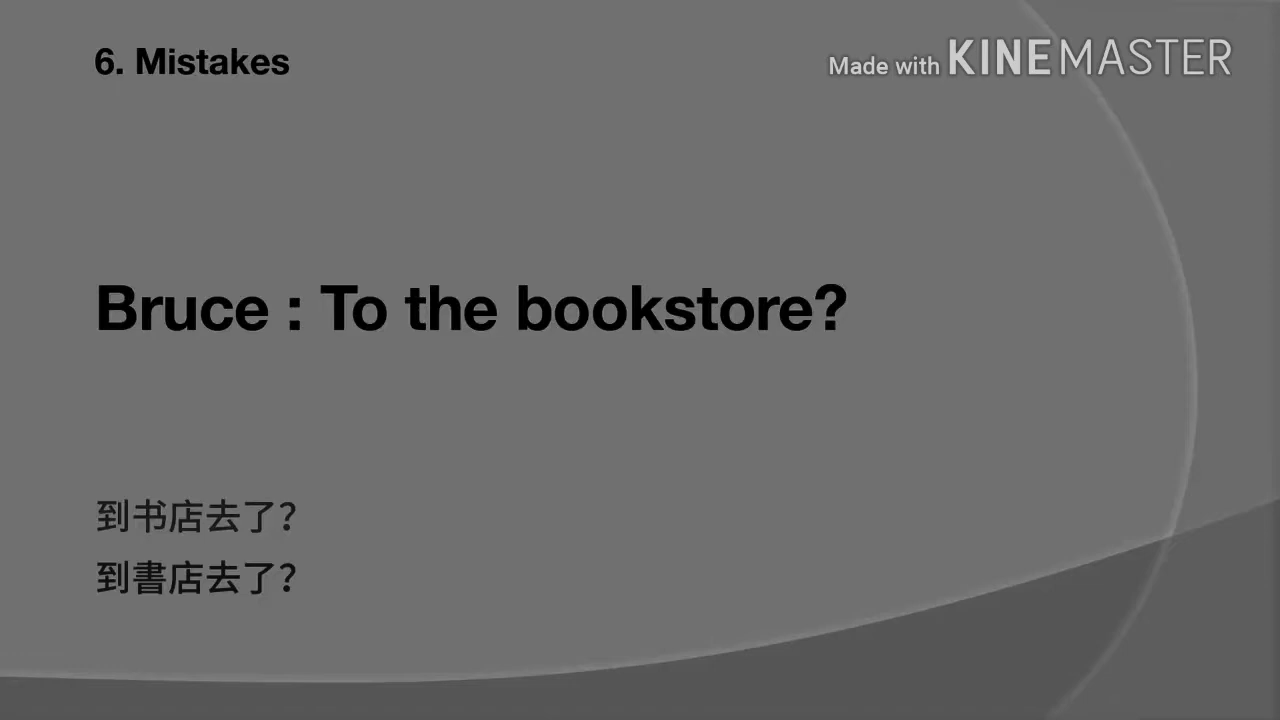 6. Mistakes
Made with KINEMASTER
Bruce : To the bookstore?
到书店去了?
到書店去了?